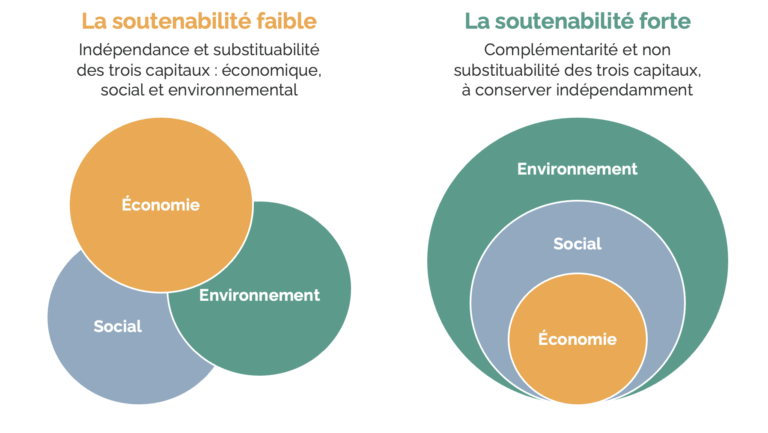 La soutenabilité faible
Indépendance et substituabilité
des trois capitaux : économique,
social et environnemental
Économie
Environnement
Social
La soutenabilité forte
Complémentarité et non
substituabilité des trois capitaux,
à conserver indépendamment
Environnement
Social
Économie